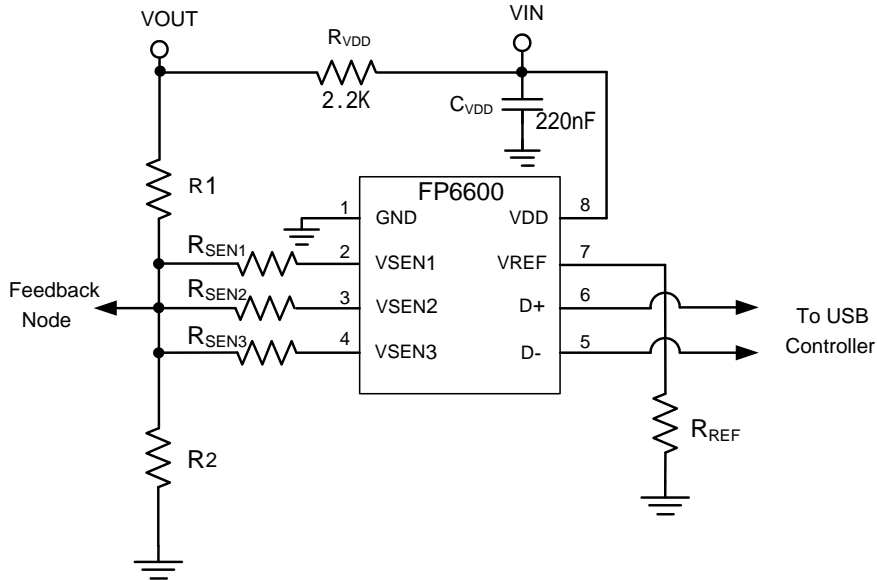 VOUT
VIN
RVDD
2.2K
CVDD
220nF
R1
FP6600
1
GND
VDD
8
RSEN1
2
VSEN1
VREF
7
Feedback
Node
RSEN2
3
VSEN2
D+
6
To USB
Controller
RSEN3
4
VSEN3
D-
5
R2
RREF